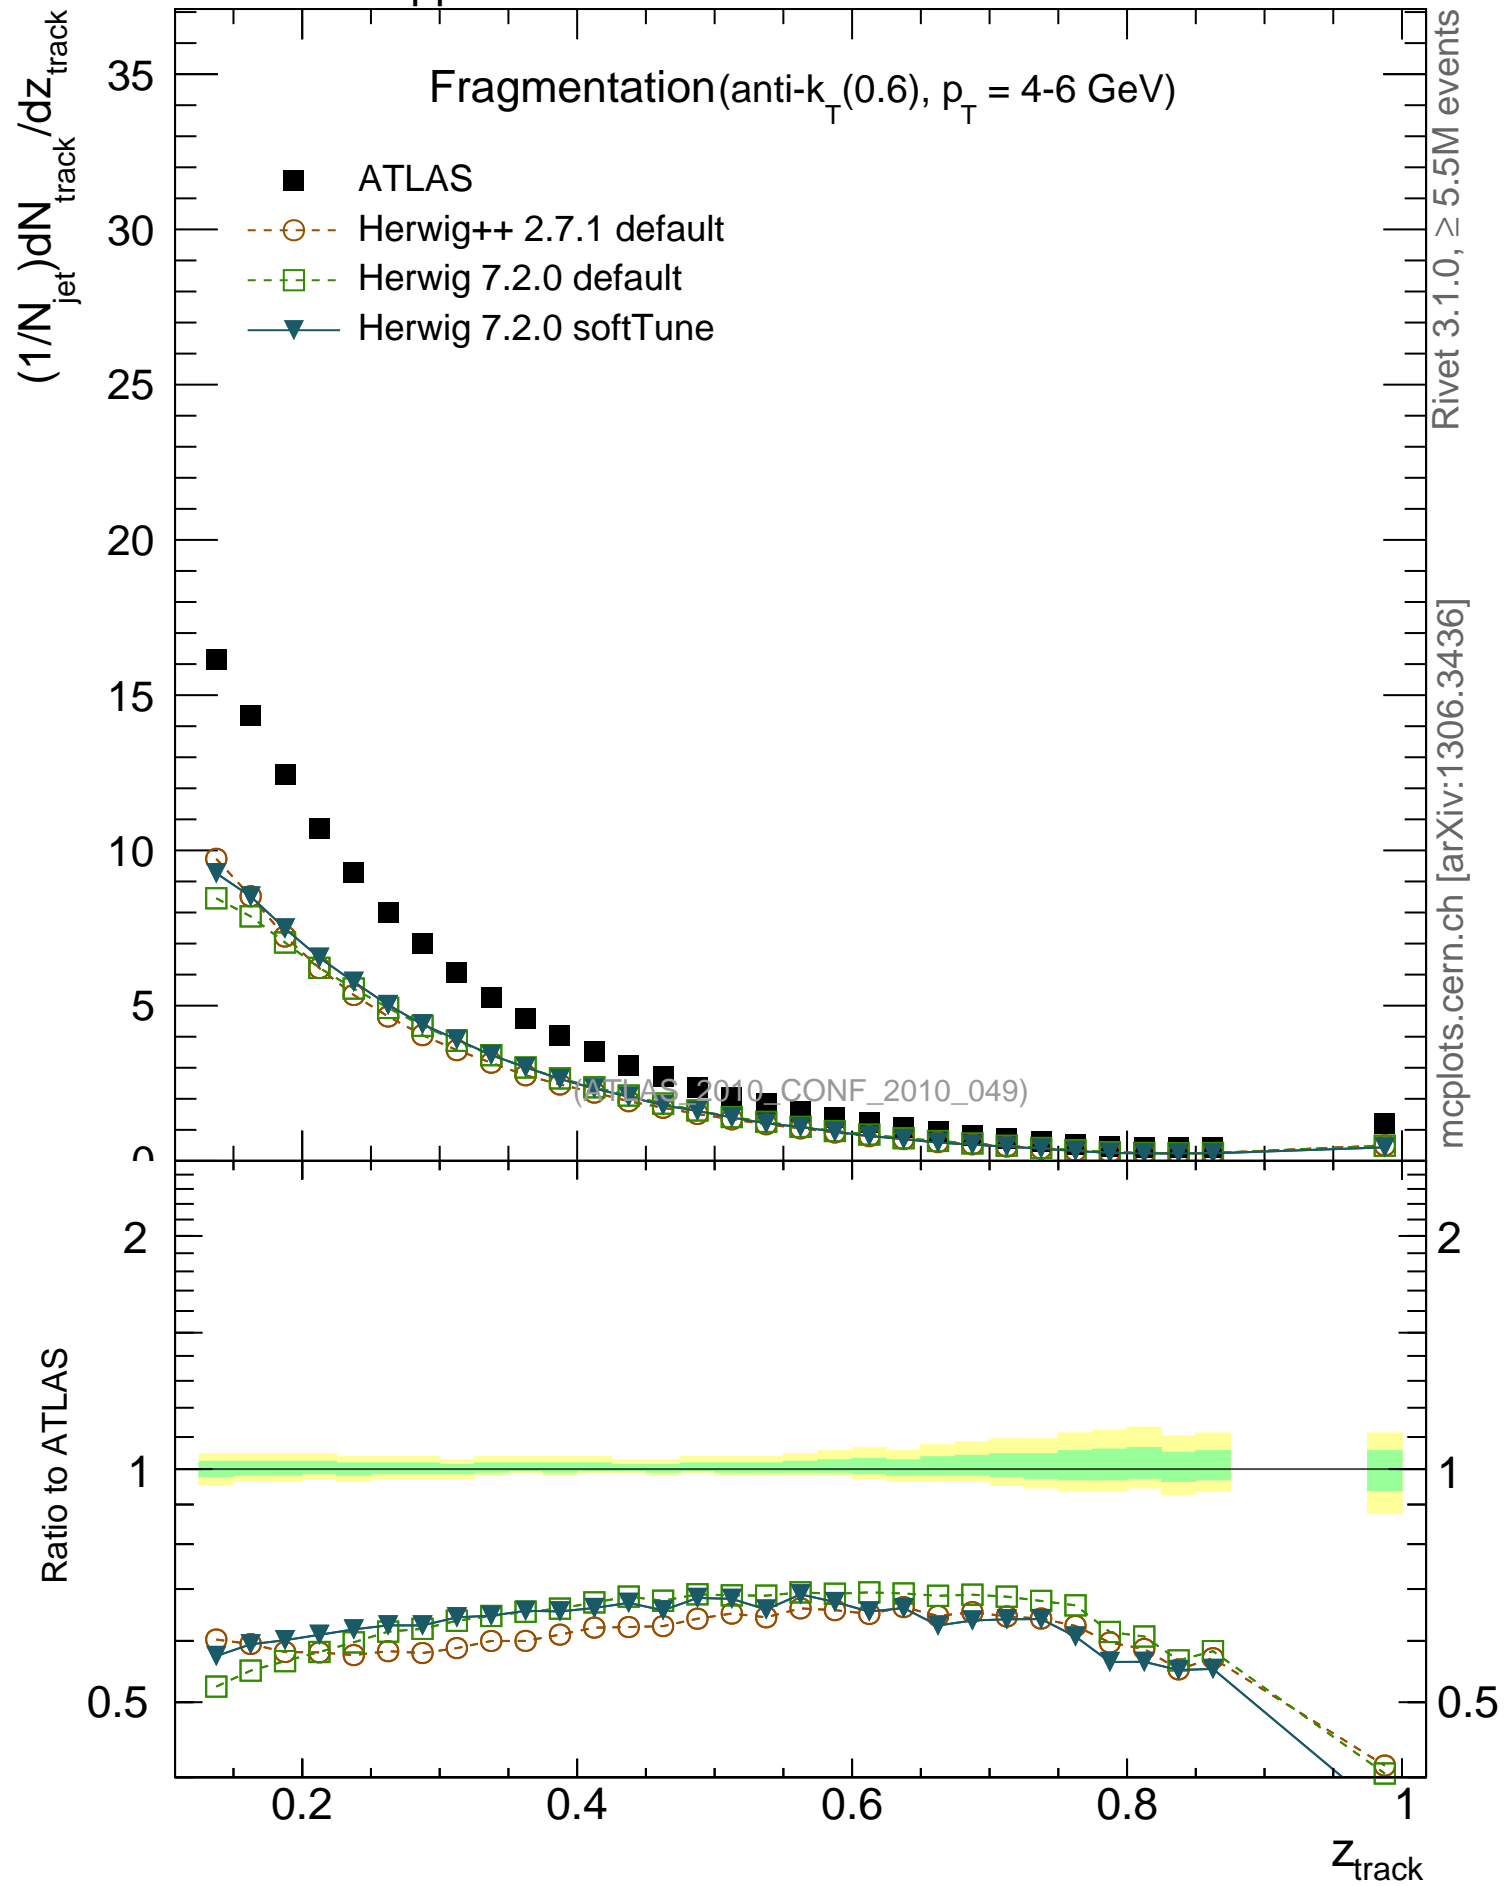 Fragmentation (anti-k_T(0.6), p_T = 4-6 GeV)
(1/N_jet)dN_track/dz_track
ATLAS
Herwig++ 2.7.1 default
Herwig 7.2.0 default
Herwig 7.2.0 softTune
35
30
25
20
15
10
5
0
(ATLAS_2010_CONF_2010_049)
Rivet 3.1.0, ≥ 5.5M events
mcplots.cern.ch [arXiv:1306.3436]
Ratio to ATLAS
2
1
0.5
2
1
0.5
0.2
0.4
0.6
0.8
1
z_track